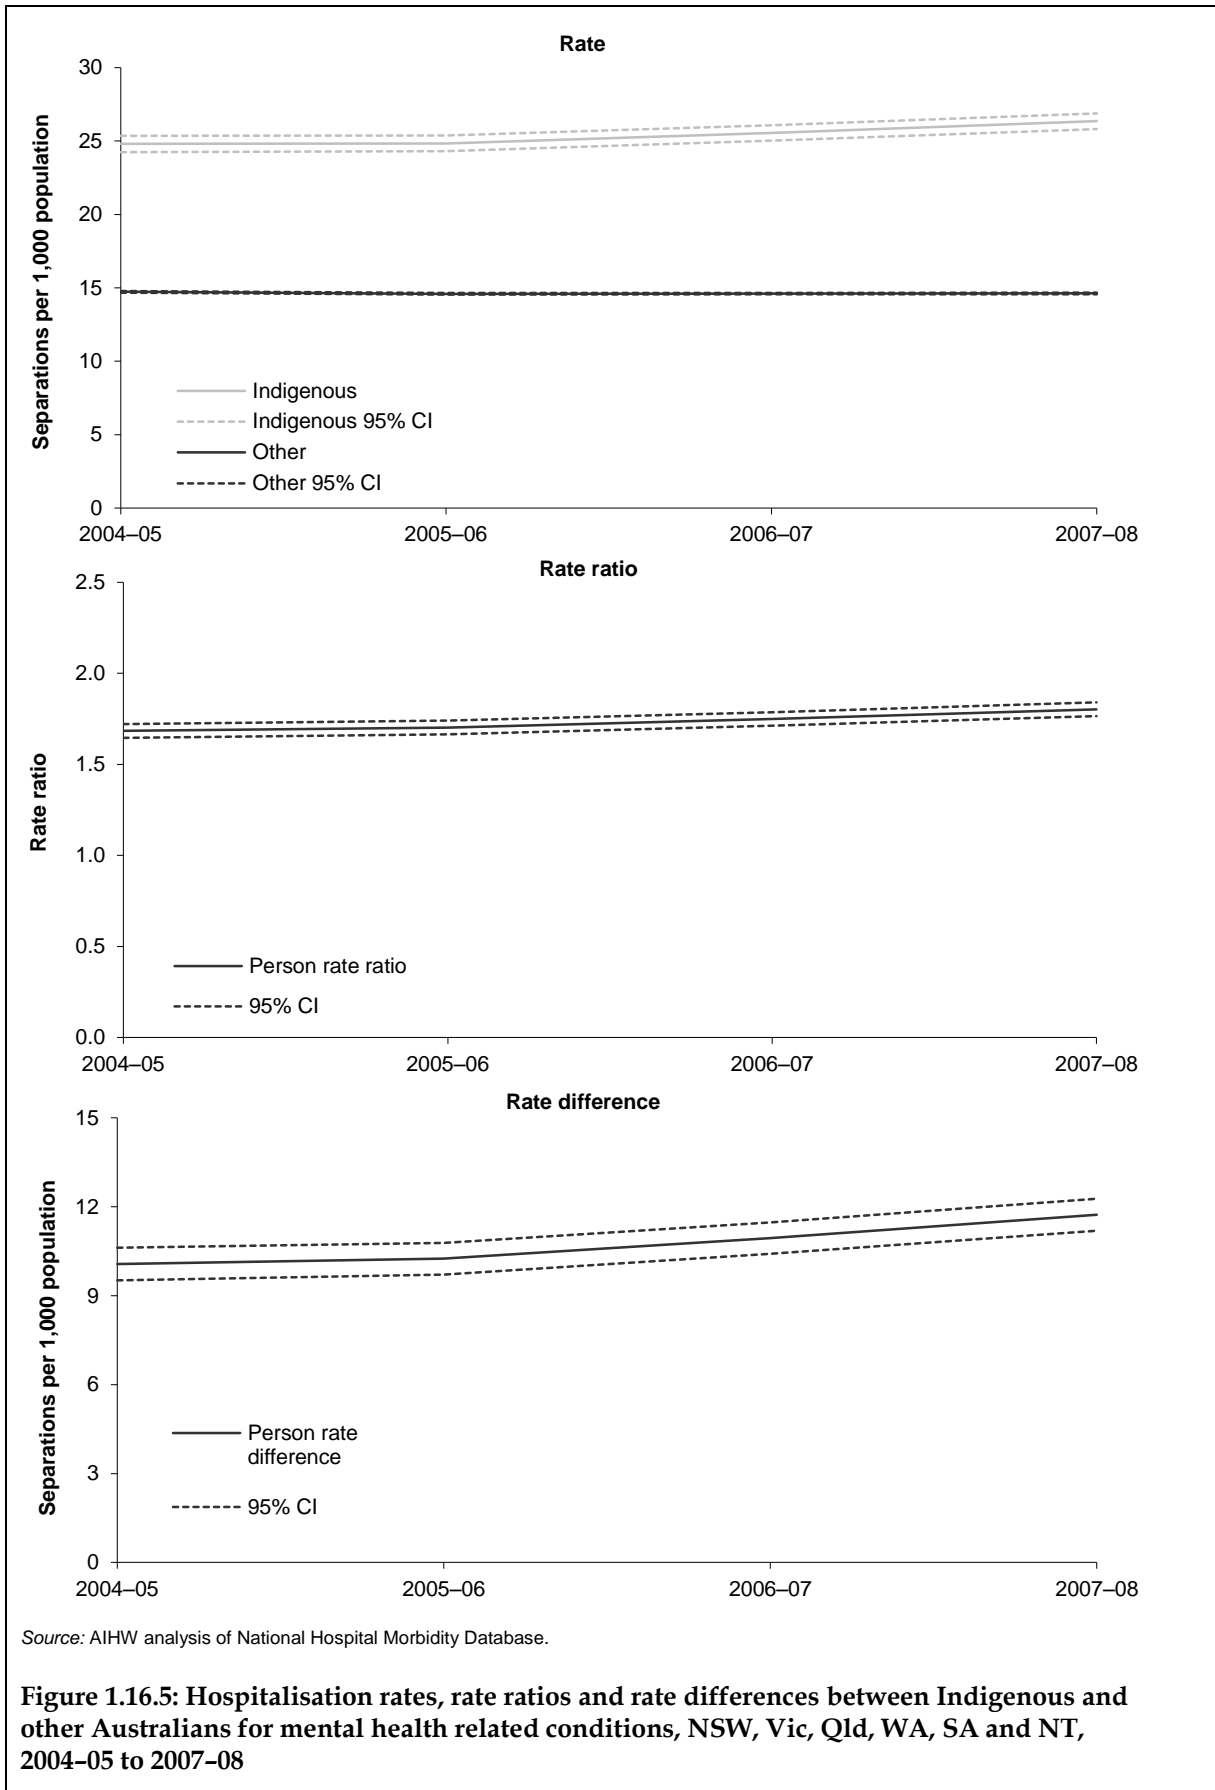 Rate
30
25
20
15
10
5
0
Separations per 1,000 population
Indigenous
Indigenous 95% CI
Other
Other 95% CI
2004–05 2005–06 2006–07 2007–08
Rate ratio
2.5
2.0
1.5
1.0
0.5
0.0
Rate ratio
Person rate ratio
95% CI
2004–05 2005–06 2006–07 2007–08
Rate difference
15
12
9
6
3
0
Separations per 1,000 population
Person rate
difference
95% CI
2004–05 2005–06 2006–07 2007–08
Source: AIHW analysis of National Hospital Morbidity Database.
Figure 1.16.5: Hospitalisation rates, rate ratios and rate differences between Indigenous and
other Australians for mental health related conditions, NSW, Vic, Qld, WA, SA and NT,
2004–05 to 2007–08